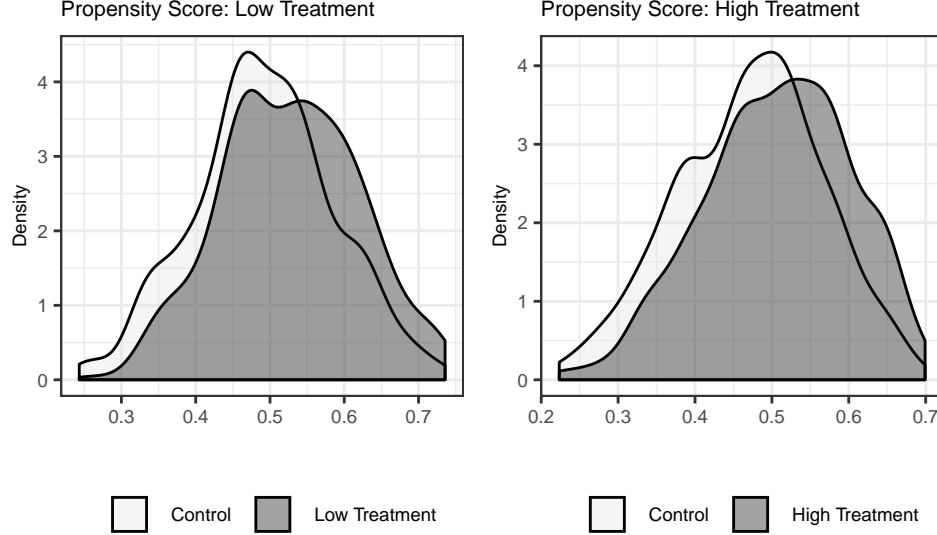 Propensity Score: Low Treatment
Density
4
3
2
1
0
0.3 0.4 0.5 0.6 0.7
Control Low Treatment
Propensity Score: High Treatment
Density
4
3
2
1
0
0.2 0.3 0.4 0.5 0.6 0.7
Control High Treatment